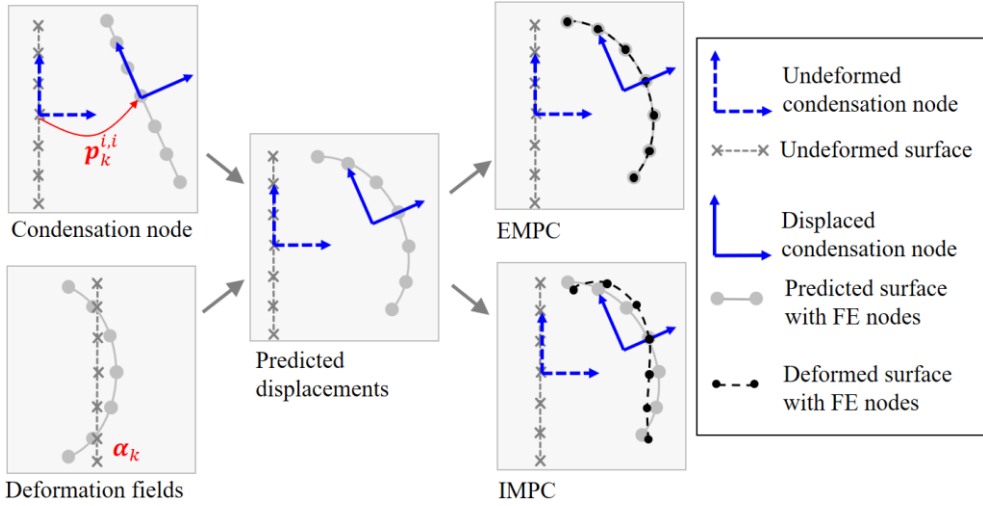 p_k^{i,i}
Condensation node
α_k
Deformation fields
Predicted
displacements
EMPC
IMPC
Undeformed
condensation node
Undeformed surface
Displaced
condensation node
Predicted surface
with FE nodes
Deformed surface
with FE nodes